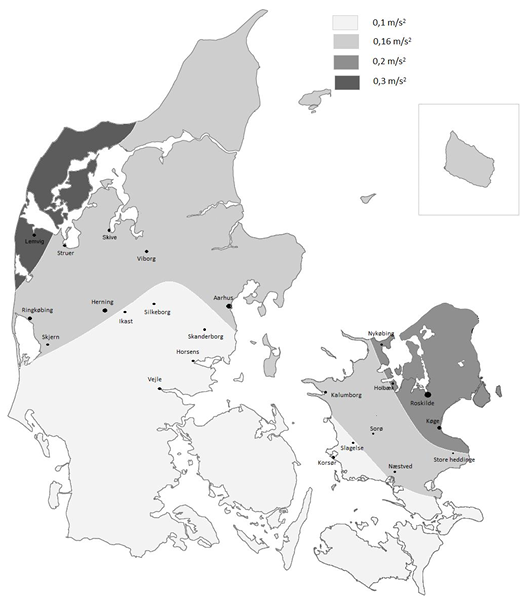 0,1 m/s²
0,16 m/s²
0,2 m/s²
0,3 m/s²
Lemvig
Struer
Skive
Viborg
Ringkøbing
Herning
Ikast
Silkeborg
Aarhus
Skjern
Skanderborg
Horsens
Vejle
Nykøbing
Kalumborg
Holbæk
Roskilde
Køge
Sorø
Slagelse
Korsør
Næstved
Store heddinge